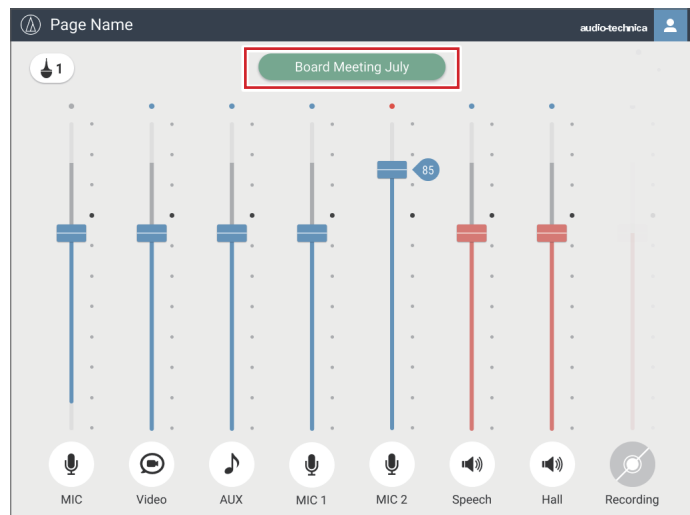 Page Name
audio-technica
1
Board Meeting July
85
MIC
Video
AUX
MIC 1
MIC 2
Speech
Hall
Recording